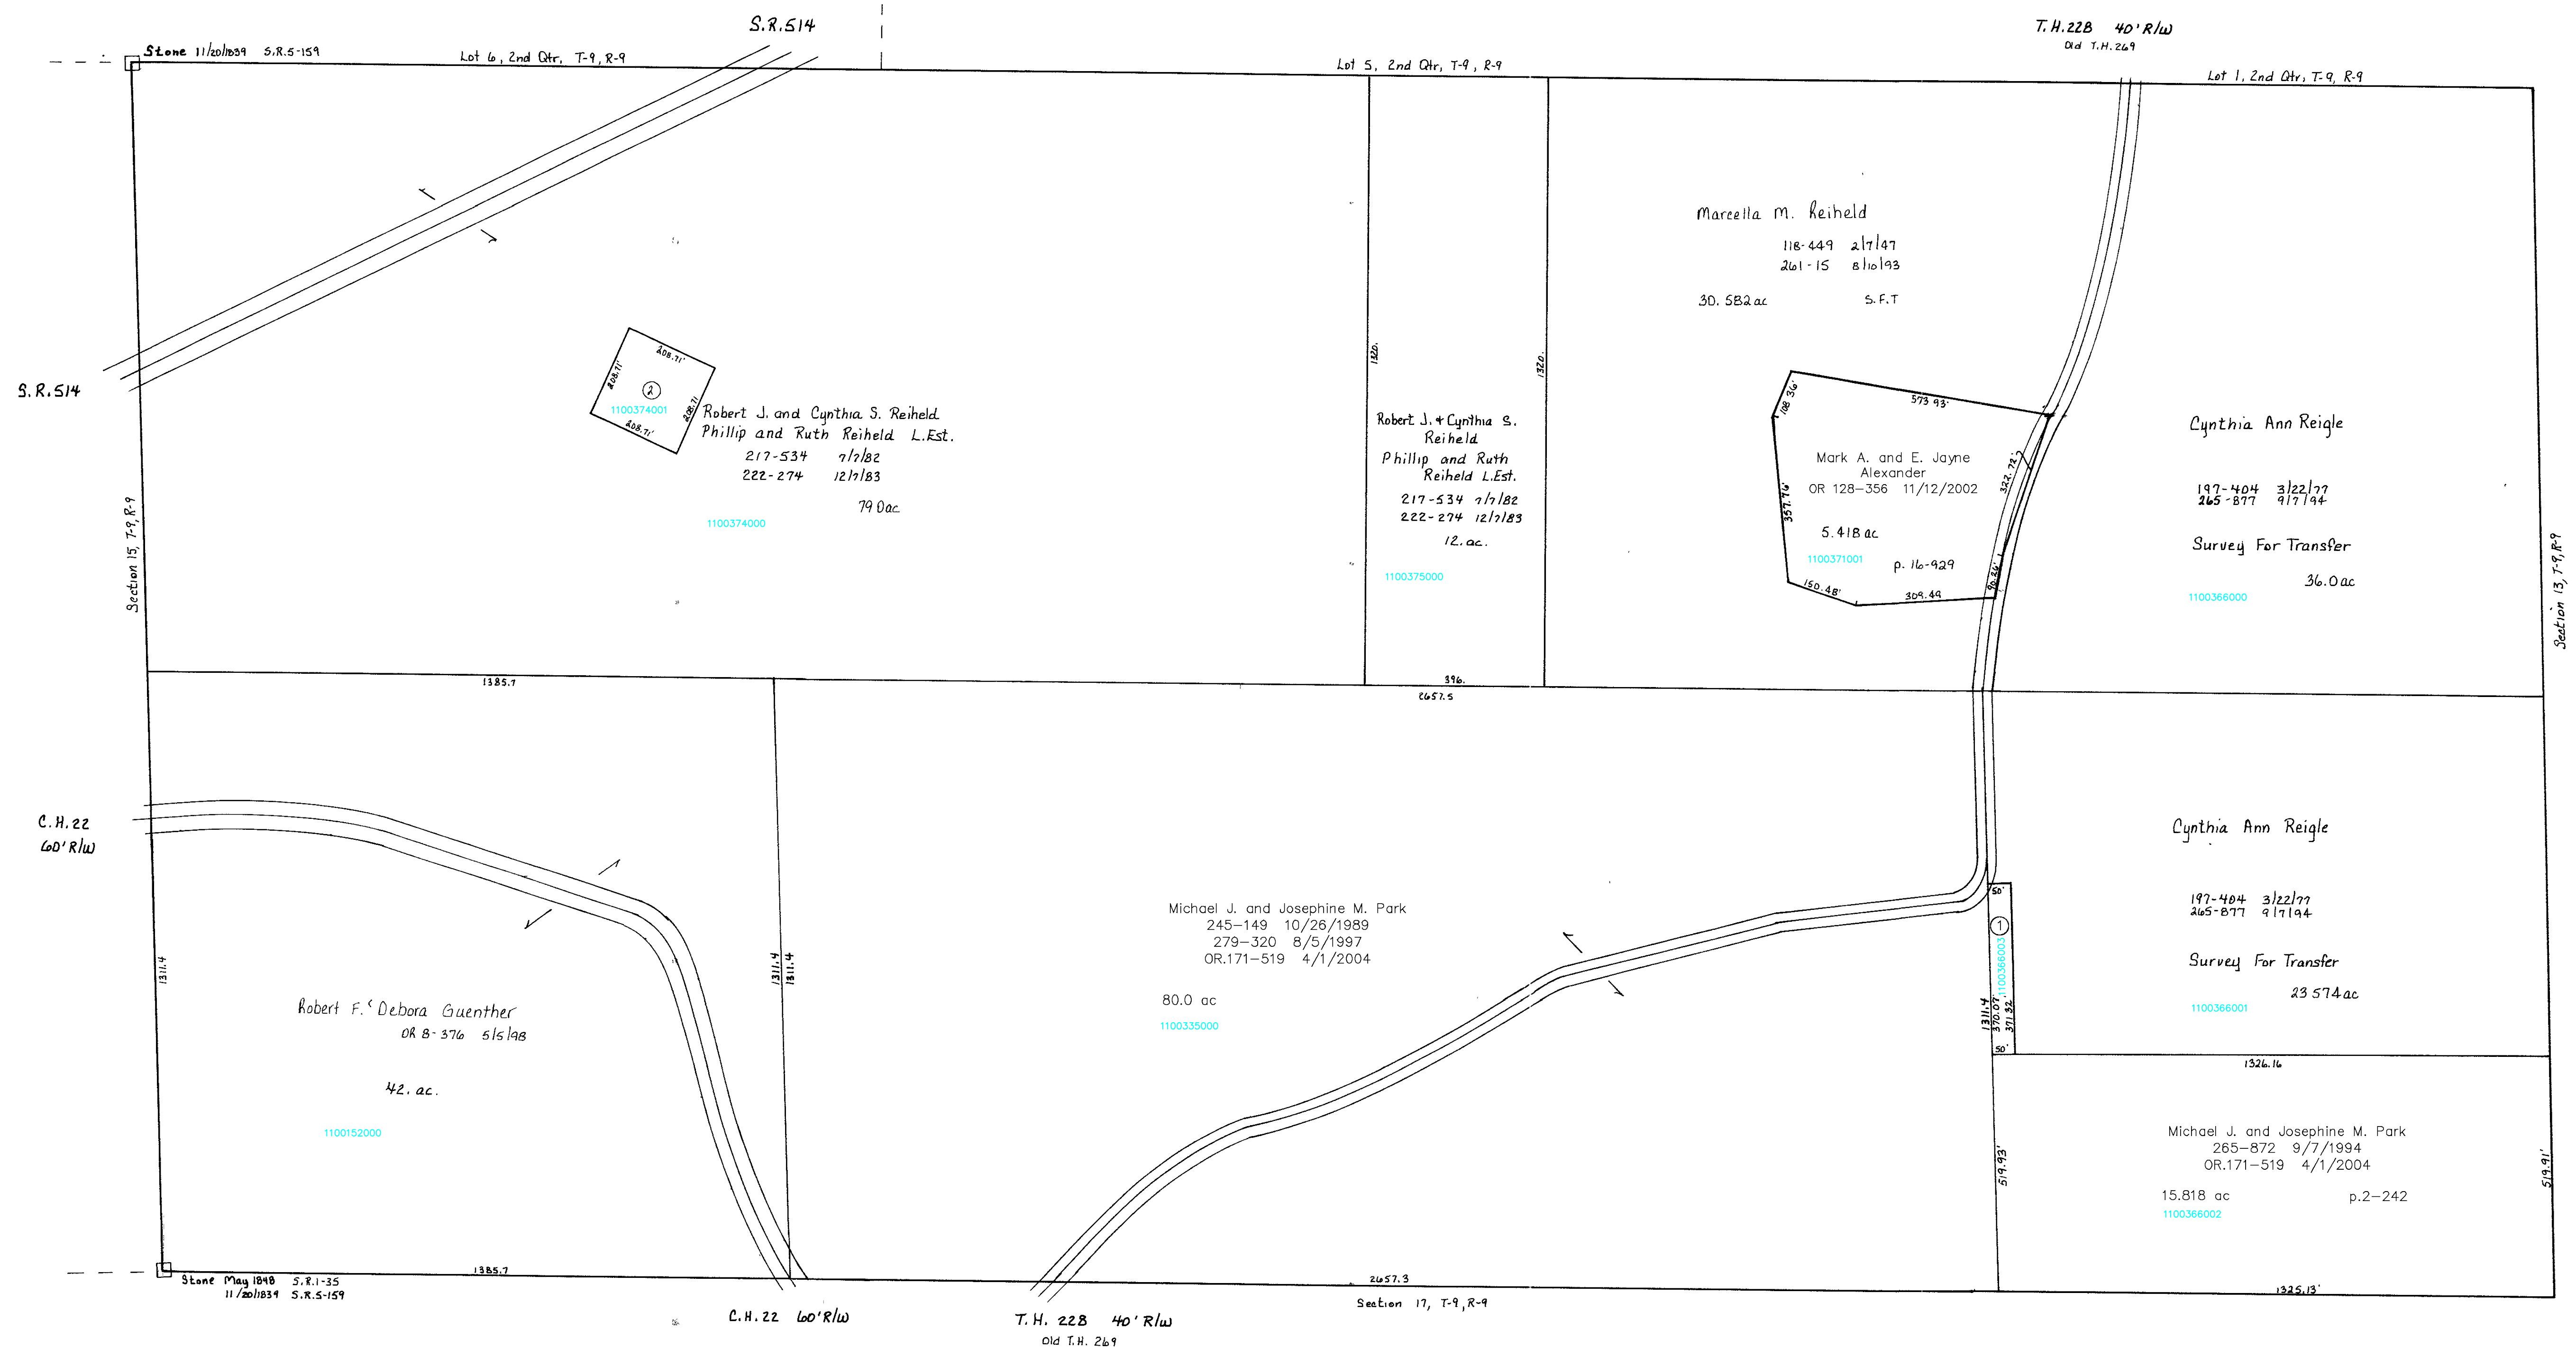 S.R.514
T.H.228 40' R/W
Old T.H.269
Stone 11/20/1839 S.R.5-159
Lot 6, 2nd Qtr, T-9, R-9
Lot 5, 2nd Qtr, T-9, R-9
Lot 1, 2nd Qtr, T-9, R-9
S.R.514
Section 15, T-9, R-9
208.71'
208.71'
2
1100374001
208.71
208.71'
Robert J. and Cynthia S. Reiheld
Phillip and Ruth Reiheld L.Est.
217-534 7/7/82
222-274 12/7/83
79 0ac
1100374000
1320.
1320.
Robert J. & Cynthia S.
Reiheld
Phillip and Ruth
Reiheld L.Est.
217-534 7/7/82
222-274 12/7/83
12. ac.
1100375000
Marcella M. Reiheld
118-449 2/7/47
261-15 8/10/93
30.582 ac S.F.T
108 36'
573 93'
357.76'
322.72'
Mark A. and E. Jayne
Alexander
OR 128-356 11/12/2002
5.418 ac
1100371001
p. 16-929
150.48'
309.49
90.26'
Cynthia Ann Reigle
197-404 3/22/77
265-877 9/7/94
Survey For Transfer
36.0 ac
1100366000
Section 13, T-9, R-9
1385.7
396.
2657.5
C.H.22
60' R/W
1311.4
1311.4
1311.4
Robert F. & Debora Guenther
OR 8-376 5/5/98
42. ac.
1100152000
Michael J. and Josephine M. Park
245-149 10/26/1989
279-320 8/5/1997
OR.171-519 4/1/2004
80.0 ac
1100335000
50'
1
1100366003
1311.4
370.07'
371 32'
50'
Cynthia Ann Reigle
197-404 3/22/77
265-877 9/7/94
Survey For Transfer
23 574 ac
1100366001
1326.16
519.93'
Michael J. and Josephine M. Park
265-872 9/7/1994
OR.171-519 4/1/2004
15.818 ac p.2-242
1100366002
519.91'
Stone May 1848 S.R.1-35
11/20/1839 S.R.5-159
1385.7
2657.3
1325.13'
Section 17, T-9, R-9
C.H.22 60' R/W
T.H. 228 40' R/W
Old T.H. 269